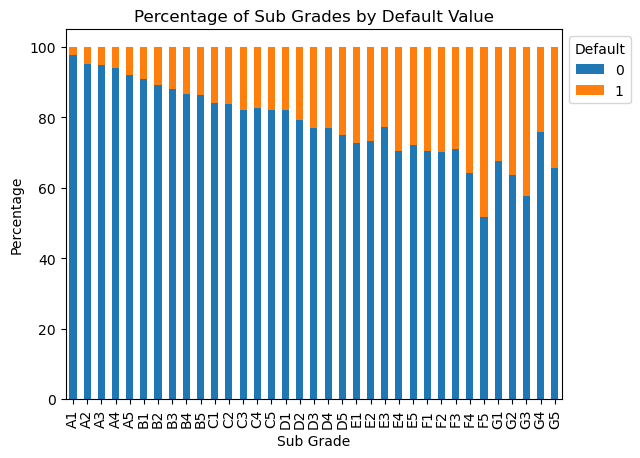 Percentage of Sub Grades by Default Value
Default
0
1
Percentage
100
80
60
40
20
0
A1 A2 A3 A4 A5 B1 B2 B3 B4 B5 C1 C2 C3 C4 C5 D1 D2 D3 D4 D5 E1 E2 E3 E4 E5 F1 F2 F3 F4 F5 G1 G2 G3 G4 G5
Sub Grade